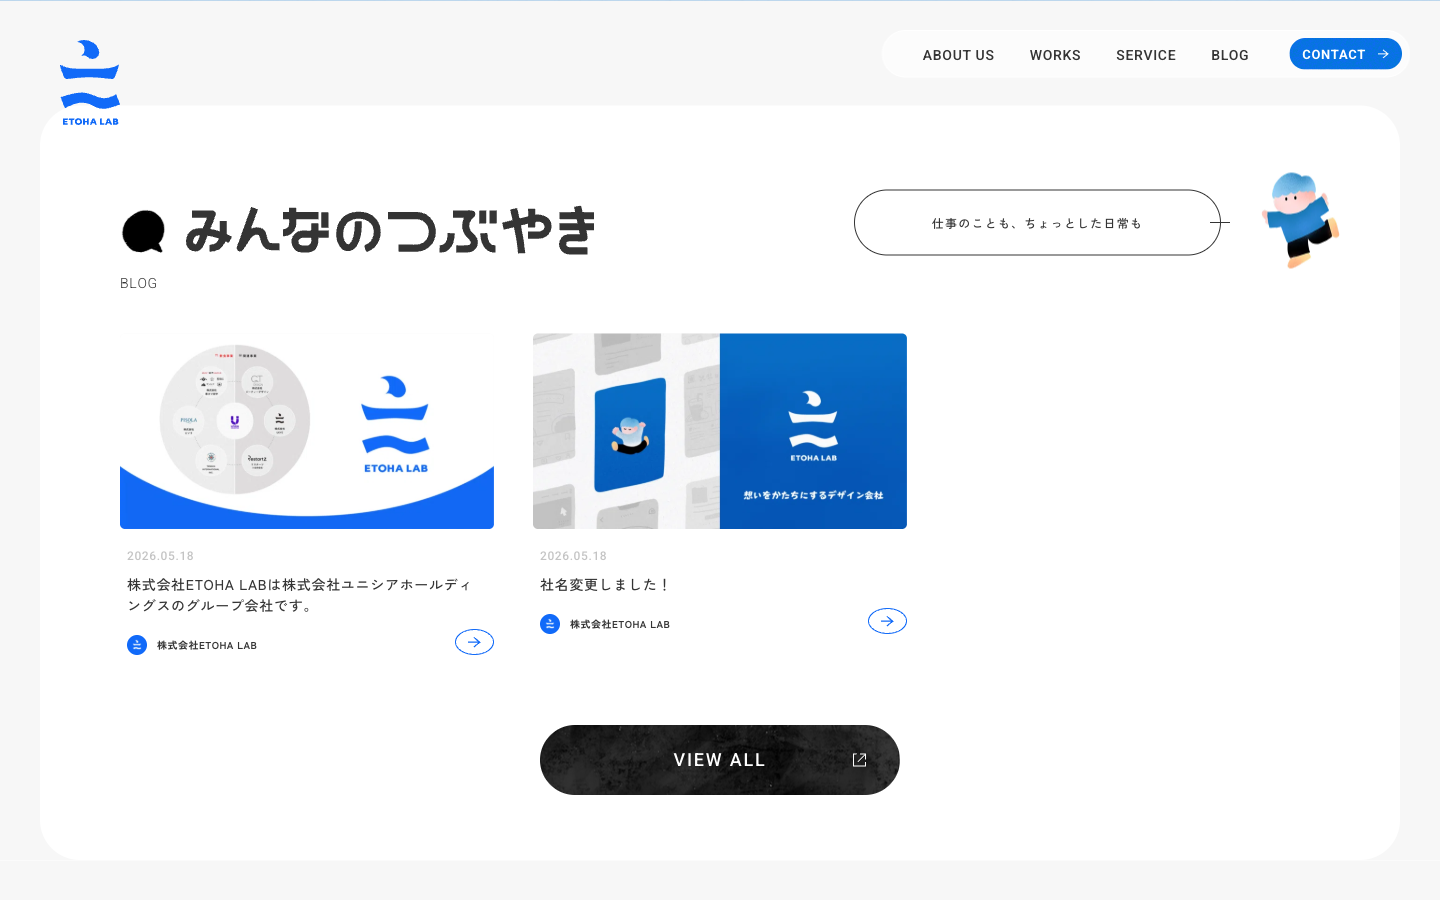 ETOHA LAB
ABOUT US
WORKS
SERVICE
BLOG
CONTACT
みんなのつぶやき
BLOG
仕事のことも、ちょっとした日常も
ETOHA LAB
ETOHA LAB
想いをかたちにするデザイン会社
2026.05.18
株式会社ETOHA LABは株式会社ユニシアホールディ
ングスのグループ会社です。
株式会社ETOHA LAB
2026.05.18
社名変更しました！
株式会社ETOHA LAB
VIEW ALL